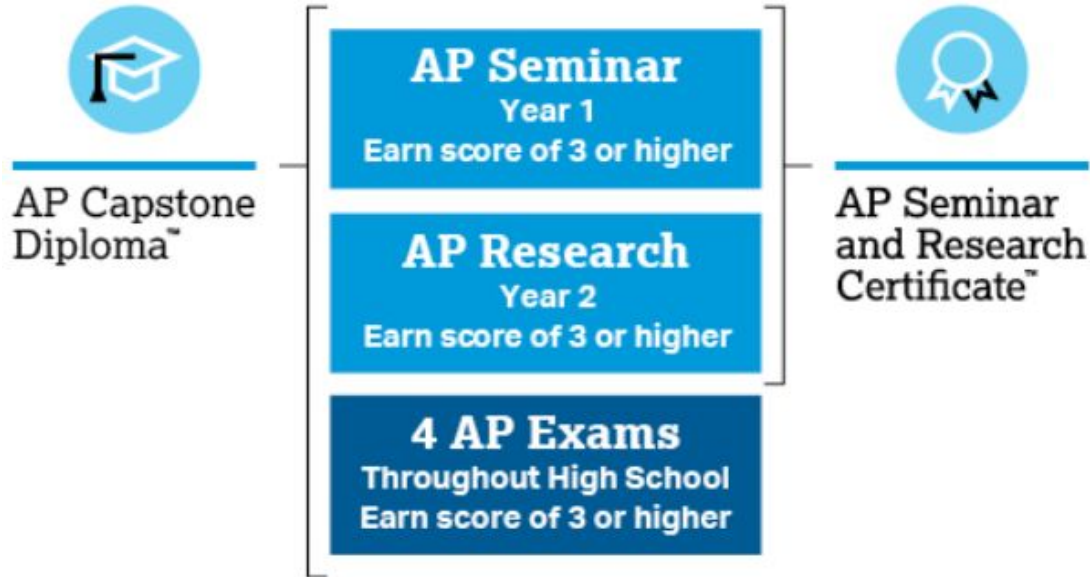 AP Capstone
Diploma™
AP Seminar
Year 1
Earn score of 3 or higher
AP Research
Year 2
Earn score of 3 or higher
4 AP Exams
Throughout High School
Earn score of 3 or higher
AP Seminar
and Research
Certificate™